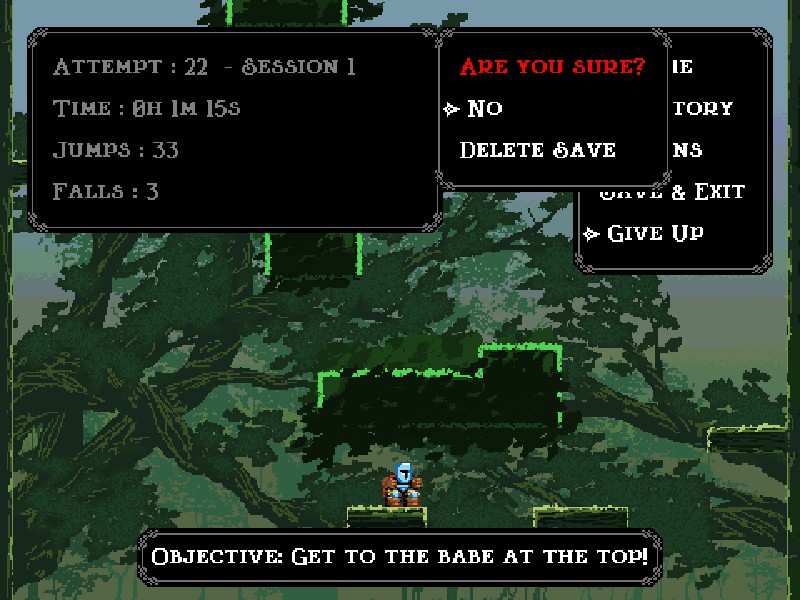 Attempt : 22 - Session 1
Time : 0h 1m 15s
Jumps : 33
Falls : 3
Are you sure?
No
Delete Save
Save & Exit
Give Up
Objective: Get to the babe at the top!